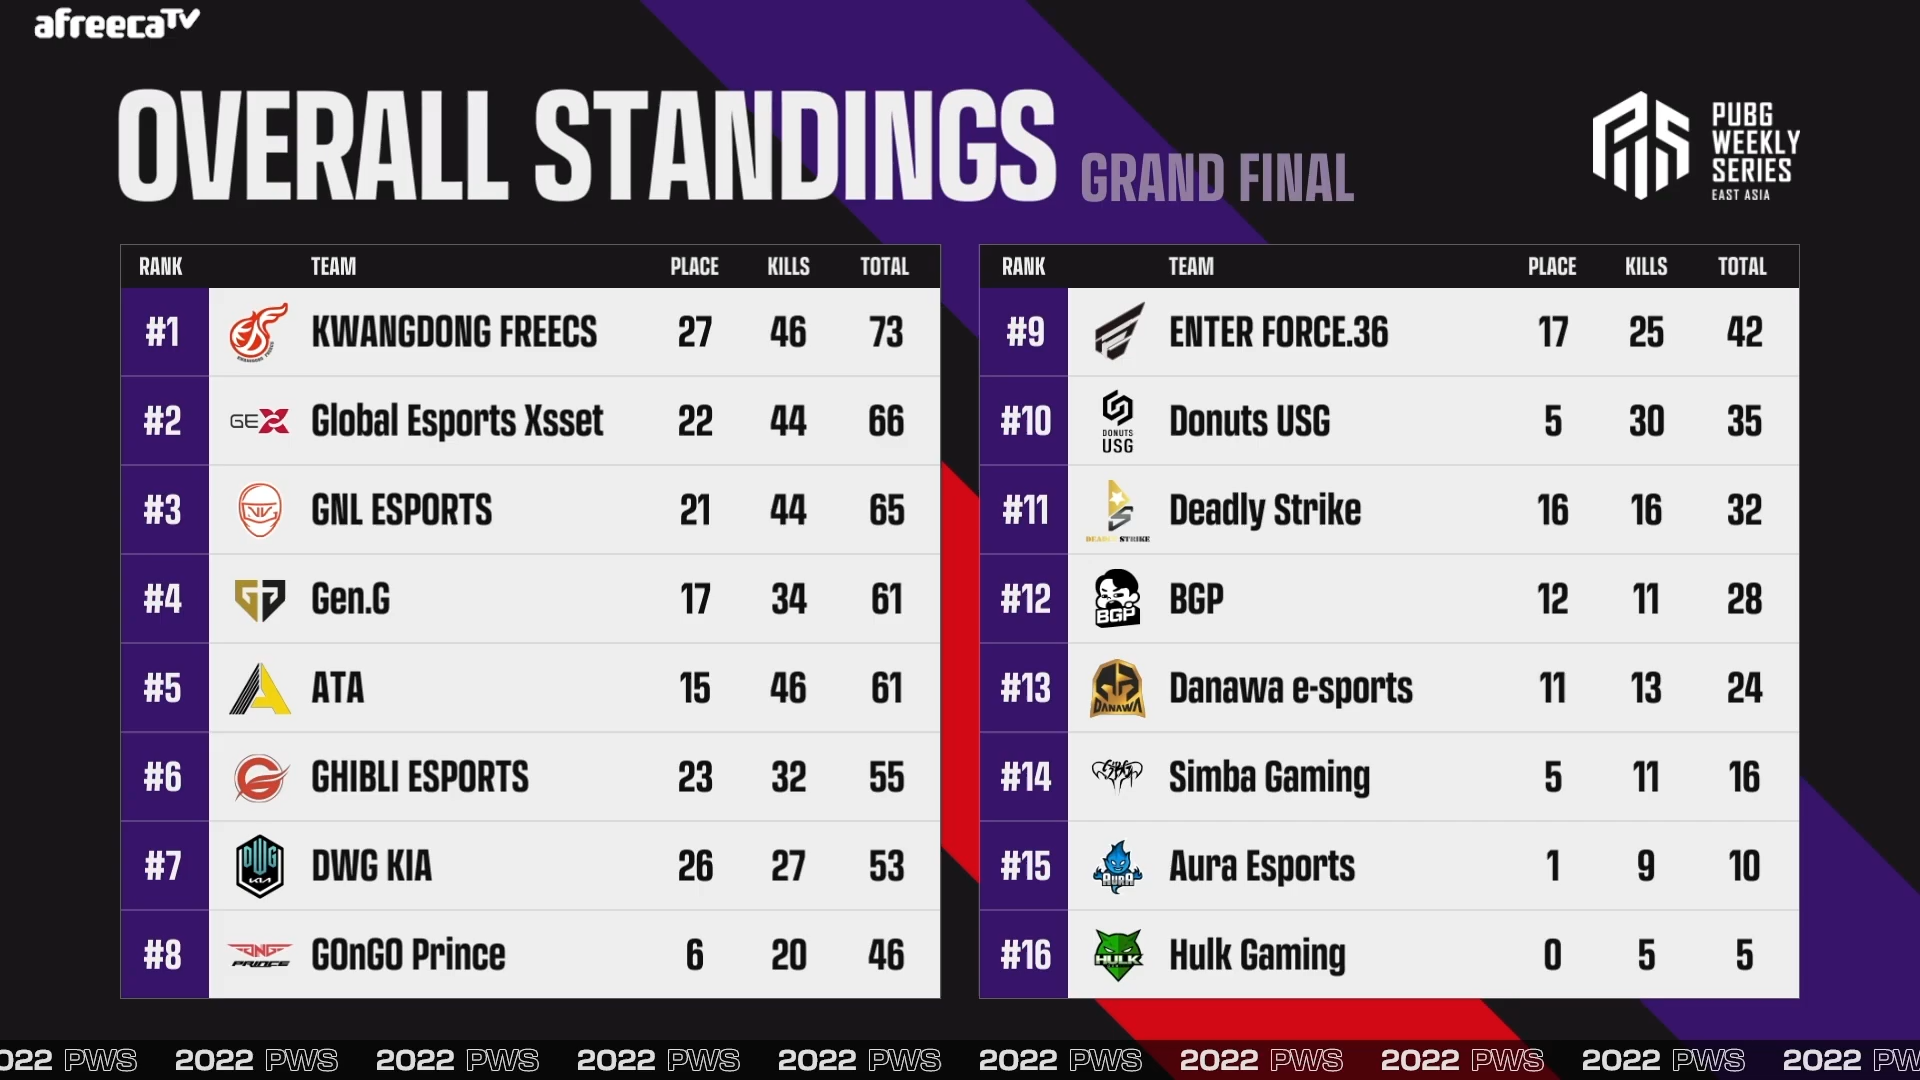 afreecaTV
OVERALL STANDINGS GRAND FINAL
PUBG
WEEKLY
SERIES
EAST ASIA
RANK TEAM PLACE KILLS TOTAL
#1 KWANGDONG FREECS 27 46 73
#2 GEX Global Esports Xsset 22 44 66
#3 GNL ESPORTS 21 44 65
#4 Gen.G 17 34 61
#5 ATA 15 46 61
#6 GHIBLI ESPORTS 23 32 55
#7 DWG KIA DWG KIA 26 27 53
#8 PRINCE GOnGO Prince 6 20 46
RANK TEAM PLACE KILLS TOTAL
#9 ENTER FORCE.36 17 25 42
#10 DONUTS USG Donuts USG 5 30 35
#11 DEADLY STRIKE Deadly Strike 16 16 32
#12 BGP BGP 12 11 28
#13 DANAWA Danawa e-sports 11 13 24
#14 Simba Gaming 5 11 16
#15 AURA Aura Esports 1 9 10
#16 HULK Hulk Gaming 0 5 5
022 PWS 2022 PWS 2022 PWS 2022 PWS 2022 PWS 2022 PWS 2022 PWS 2022 PWS 2022 PWS 2022 PW